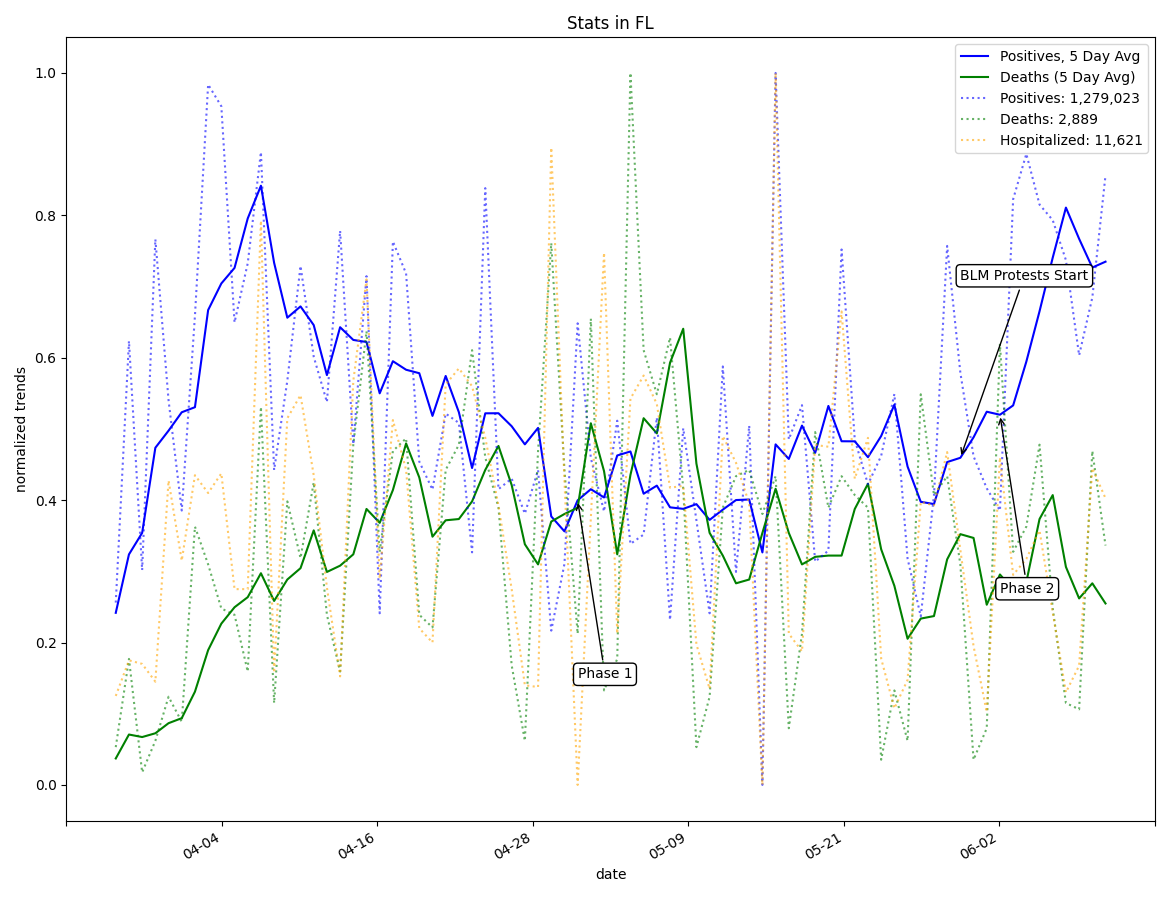 Stats in FL
Positives, 5 Day Avg
Deaths (5 Day Avg)
Positives: 1,279,023
Deaths: 2,889
Hospitalized: 11,621
normalized trends
1.0
0.8
0.6
0.4
0.2
0.0
BLM Protests Start
Phase 2
Phase 1
04-04
04-16
04-28
05-09
05-21
06-02
date